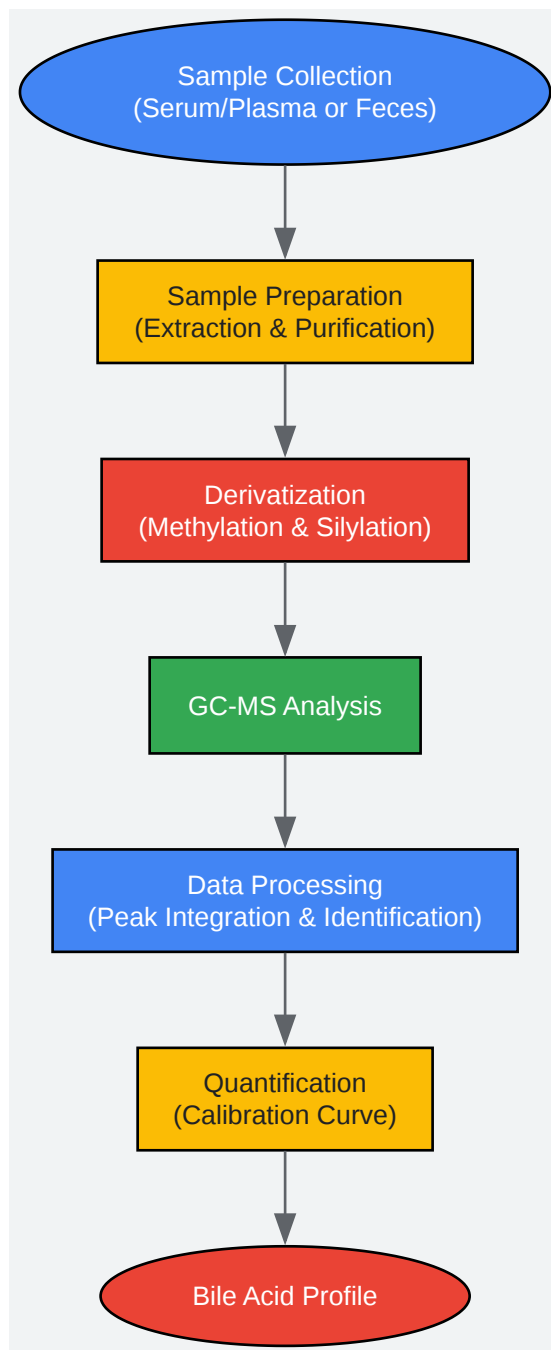 Sample Collection
(Serum/Plasma or Feces)
Sample Preparation
(Extraction & Purification)
Derivatization
(Methylation & Silylation)
GC-MS Analysis
Data Processing
(Peak Integration & Identification)
Quantification
(Calibration Curve)
Bile Acid Profile